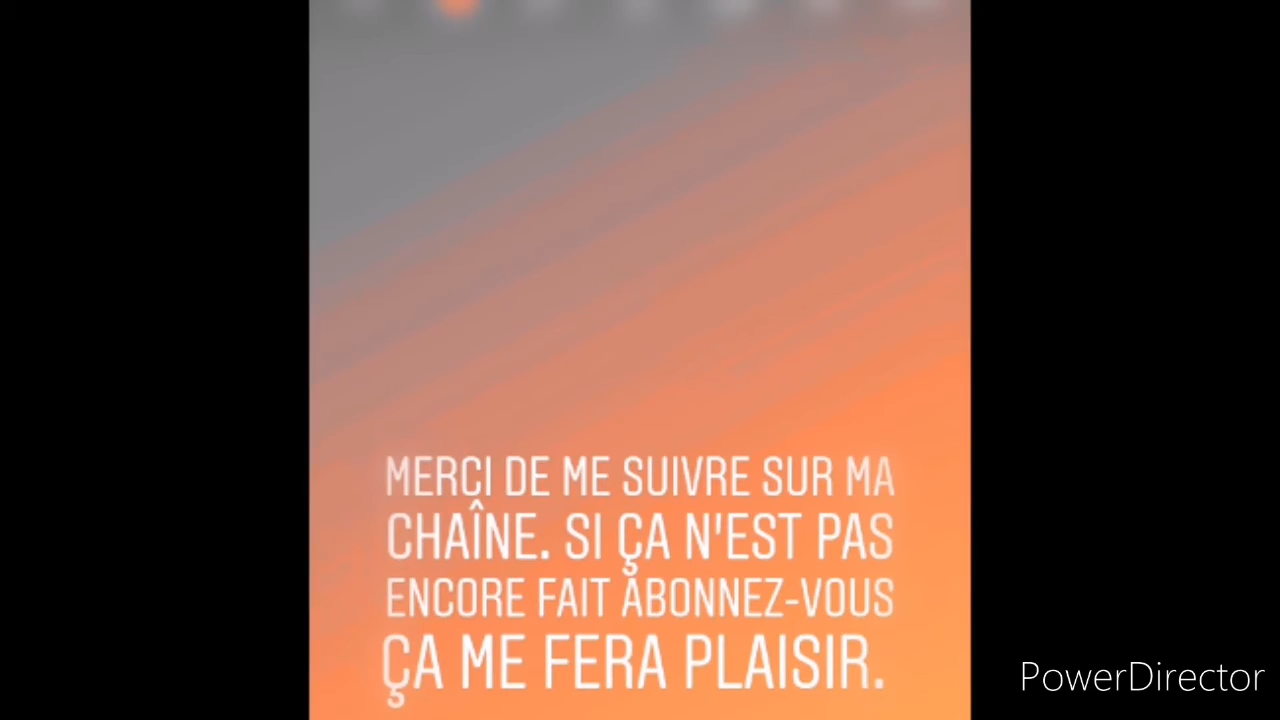 MERCI DE ME SUIVRE SUR MA
CHAÎNE. SI ÇA N'EST PAS
ENCORE FAIT ABONNEZ-VOUS
ÇA ME FERA PLAISIR.
PowerDirector